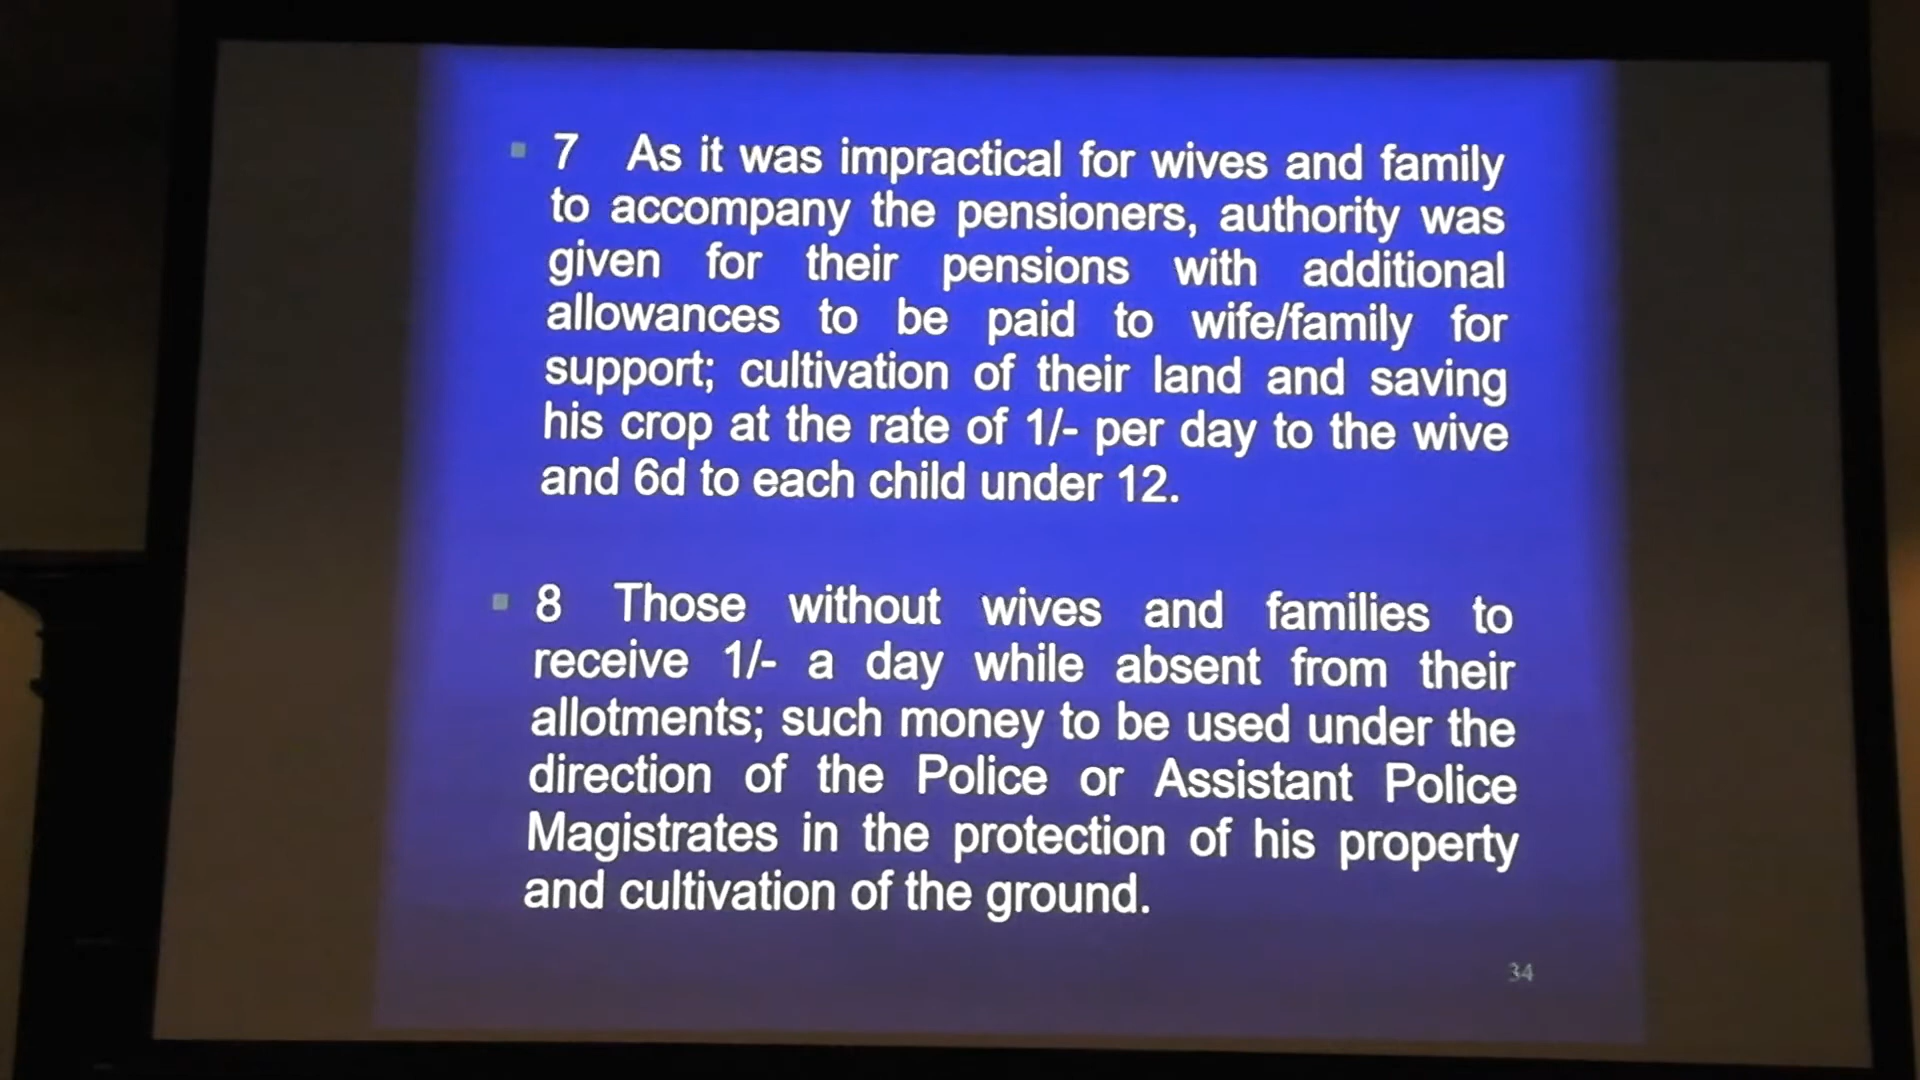 7 As it was impractical for wives and family
to accompany the pensioners, authority was
given for their pensions with additional
allowances to be paid to wife/family for
support; cultivation of their land and saving
his crop at the rate of 1/- per day to the wive
and 6d to each child under 12.
8 Those without wives and families to
receive 1/- a day while absent from their
allotments; such money to be used under the
direction of the Police or Assistant Police
Magistrates in the protection of his property
and cultivation of the ground.
34